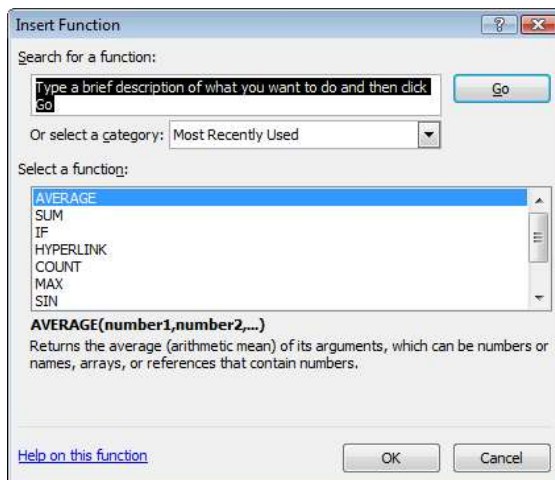 Insert Function
Search for a function:
Type a brief description of what you want to do and then click
Go
Go
Or select a category: Most Recently Used
Select a function:
AVERAGE
SUM
IF
HYPERLINK
COUNT
MAX
SIN
AVERAGE(number1,number2,...)
Returns the average (arithmetic mean) of its arguments, which can be numbers or
names, arrays, or references that contain numbers.
Help on this function
OK
Cancel